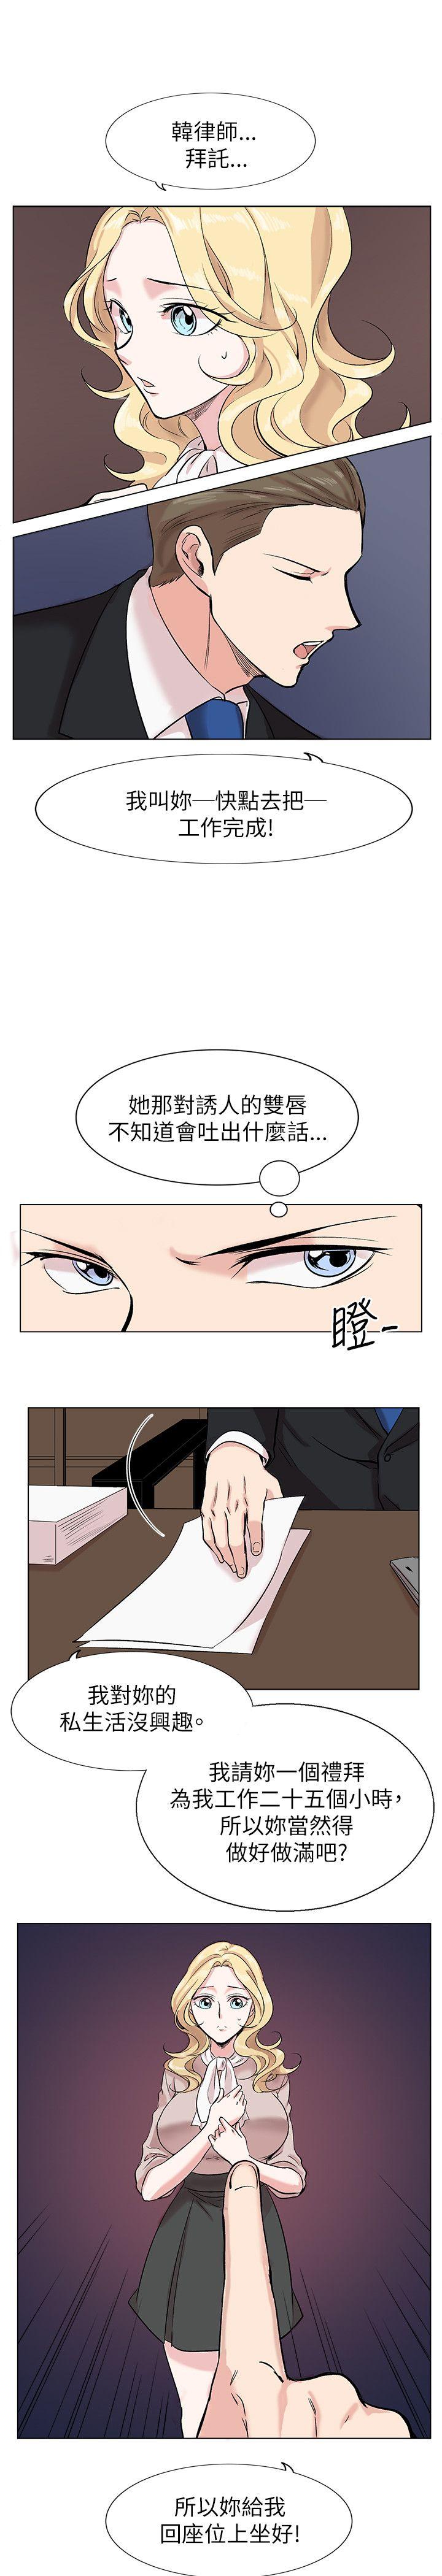 韓律師...
拜託...
我叫妳─快點去把─
工作完成!
她那對誘人的雙唇
不知道會吐出什麼話...
瞪-
我對妳的
私生活沒興趣。
我請妳一個禮拜
為我工作二十五個小時，
所以妳當然得
做好做滿吧?
所以妳給我
回座位上坐好!